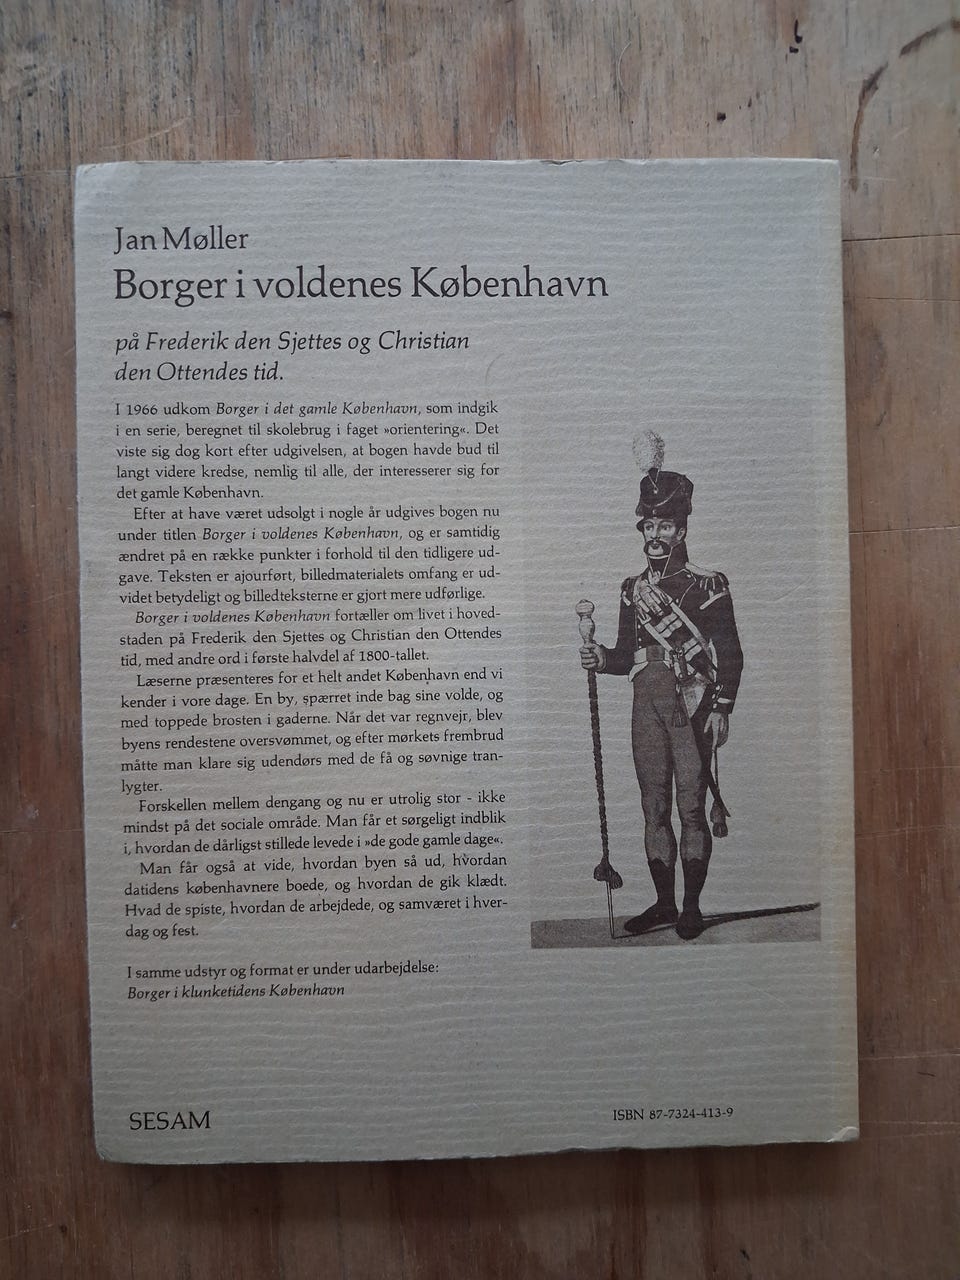 Jan Møller
Borger i voldenes København
på Frederik den Sjettes og Christian
den Ottendes tid.
I 1966 udkom Borger i det gamle København, som indgik
i en serie, beregnet til skolebrug i faget »orientering«. Det
viste sig dog kort efter udgivelsen, at bogen havde bud til
langt videre kredse, nemlig til alle, der interesserer sig for
det gamle København.
Efter at have været udsolgt i nogle år udgives bogen nu
under titlen Borger i voldenes København, og er samtidig
ændret på en række punkter i forhold til den tidligere ud-
gave. Teksten er ajourført, billedmaterialets omfang er ud-
videt betydeligt og billedteksterne er gjort mere udførlige.
Borger i voldenes København fortæller om livet i hoved-
staden på Frederik den Sjettes og Christian den Ottendes
tid, med andre ord i første halvdel af 1800-tallet.
Læserne præsenteres for et helt andet København end vi
kender i vore dage. En by, spærret inde bag sine volde, og
med toppede brosten i gaderne. Når det var regnvejr, blev
byens rendestene oversvømmet, og efter mørkets frembrud
måtte man klare sig udendørs med de få og søvnige tran-
lygter.
Forskellen mellem dengang og nu er utrolig stor - ikke
mindst på det sociale område. Man får et sørgeligt indblik
i, hvordan de dårligst stillede levede i »de gode gamle dage«.
Man får også at vide, hvordan byen så ud, hvordan
datidens københavnere boede, og hvordan de gik klædt.
Hvad de spiste, hvordan de arbejdede, og samværet i hver-
dag og fest.
I samme udstyr og format er under udarbejdelse:
Borger i klunketidens København
SESAM
ISBN 87-7324-413-9